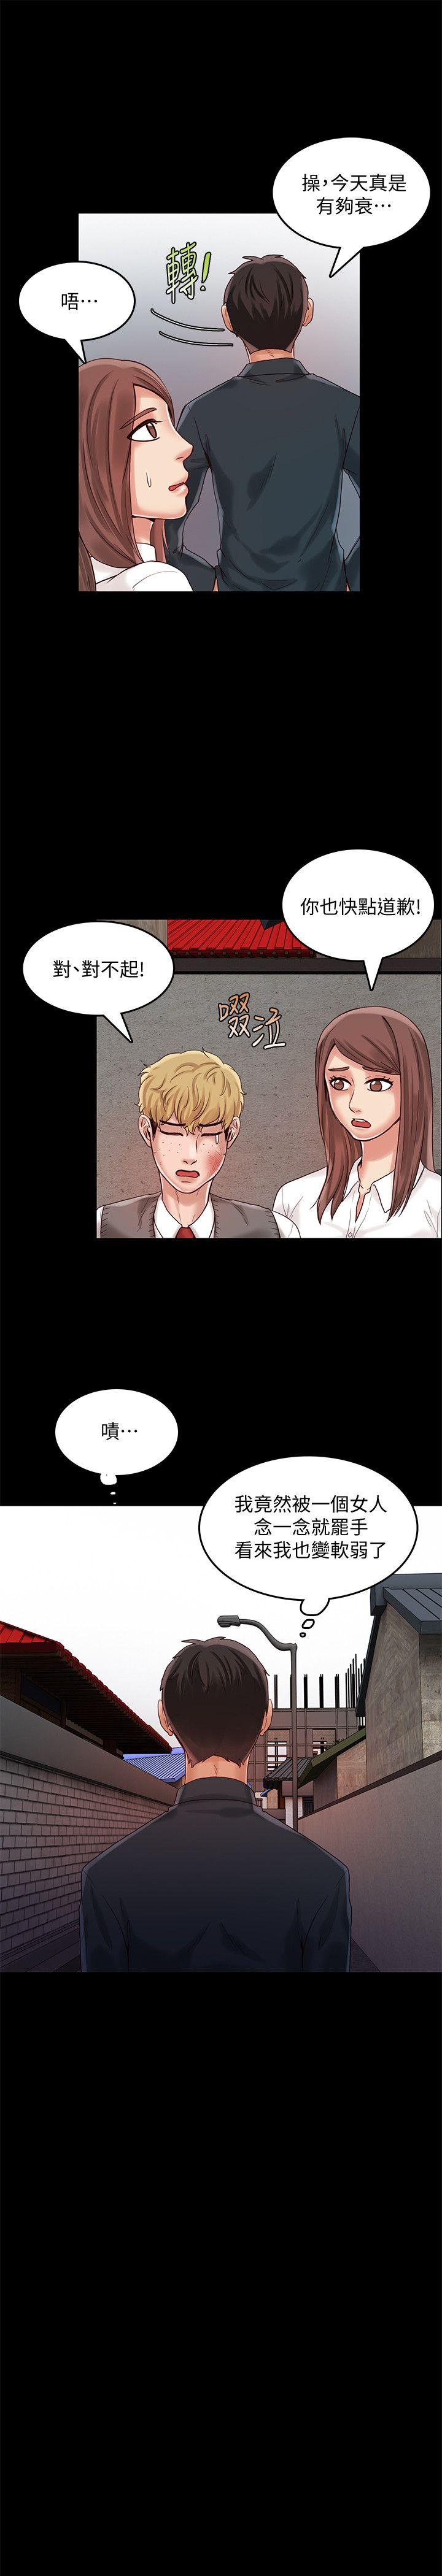 操，今天真是
有夠衰⋯
轉!
唔⋯
你也快點道歉!
對、對不起!
啜泣
嘖⋯
我竟然被一個女人
念一念就罷手
看來我也變軟弱了